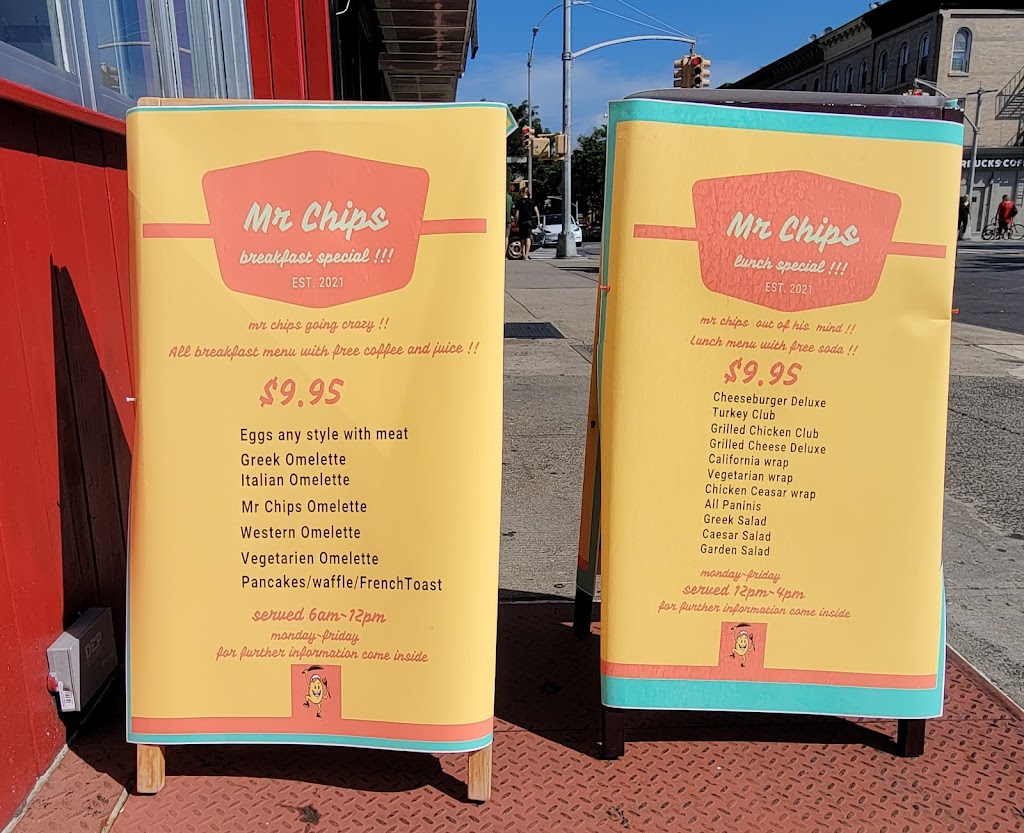 Mr Chips
breakfast special !!!
EST. 2021
mr chips going crazy !!
All breakfast menu with free coffee and juice !!
$9.95
Eggs any style with meat
Greek Omelette
Italian Omelette
Mr Chips Omelette
Western Omelette
Vegetarien Omelette
Pancakes/waffle/FrenchToast
served 6am-12pm
monday-friday
for further information come inside
Mr Chips
lunch special !!!
EST. 2021
mr chips out of his mind !!
Lunch menu with free soda !!
$9.95
Cheeseburger Deluxe
Turkey Club
Grilled Chicken Club
Grilled Cheese Deluxe
California wrap
Vegetarian wrap
Chicken Ceasar wrap
All Paninis
Greek Salad
Caesar Salad
Garden Salad
monday-friday
served 12pm-4pm
for further information come inside
DEP